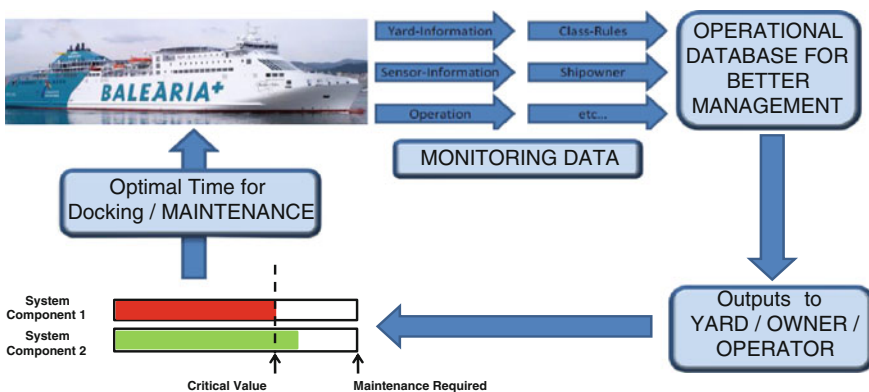 BALEÀRIA+
Yard-Information
Class-Rules
Sensor-Information
Shipowner
Operation
etc...
MONITORING DATA
OPERATIONAL
DATABASE FOR
BETTER
MANAGEMENT
Optimal Time for
Docking / MAINTENANCE
Outputs to
YARD / OWNER /
OPERATOR
System
Component 1
System
Component 2
Critical Value
Maintenance Required